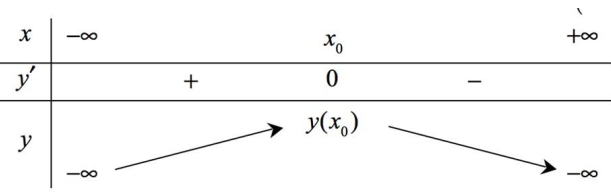 x −∞ x₀ +∞
y′ + 0 −
y(x₀)
y
−∞ −∞